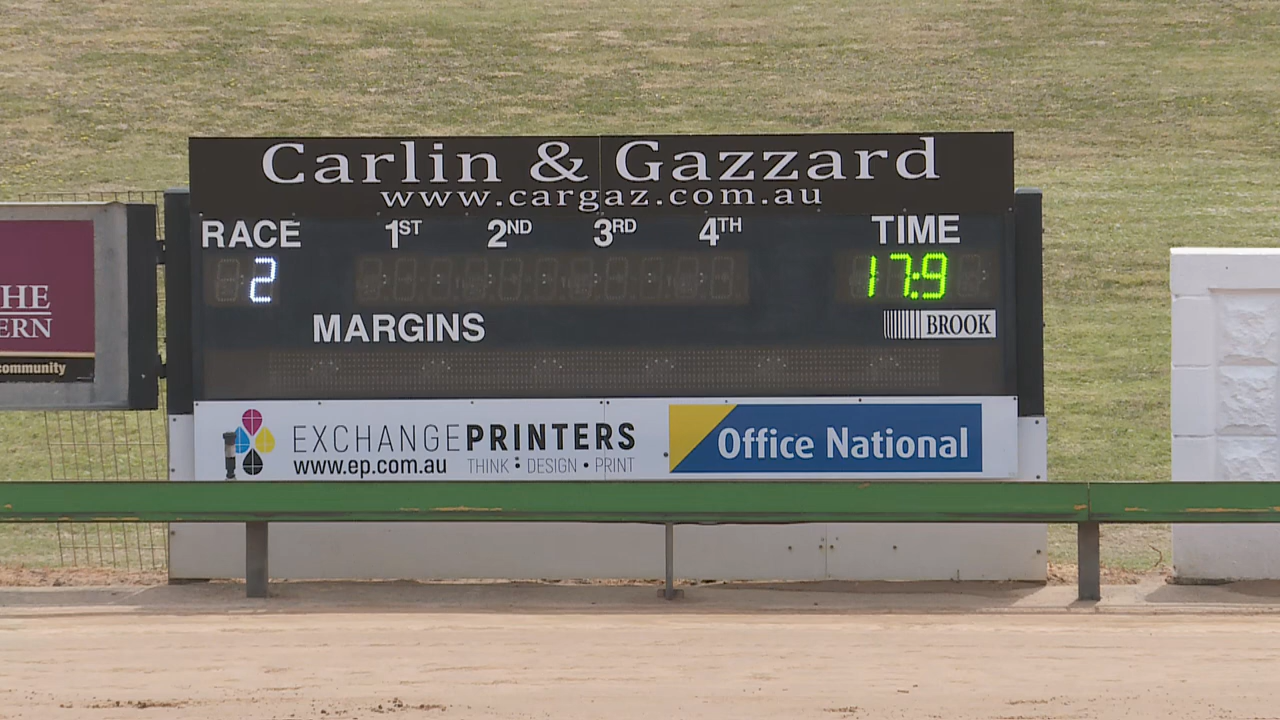 Carlin & Gazzard
www.cargaz.com.au
RACE 1ST 2ND 3RD 4TH TIME
2 17:9
MARGINS BROOK
HE
ERN
community
EXCHANGEPRINTERS
www.ep.com.au THINK : DESIGN • PRINT
Office National